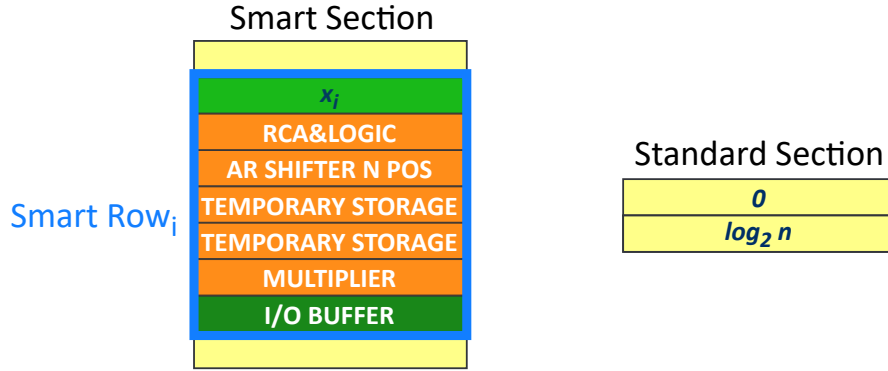 Smart Section
x_i
RCA&LOGIC
AR SHIFTER N POS
TEMPORARY STORAGE
TEMPORARY STORAGE
MULTIPLIER
I/O BUFFER
Smart Row_i
Standard Section
0
log_2 n